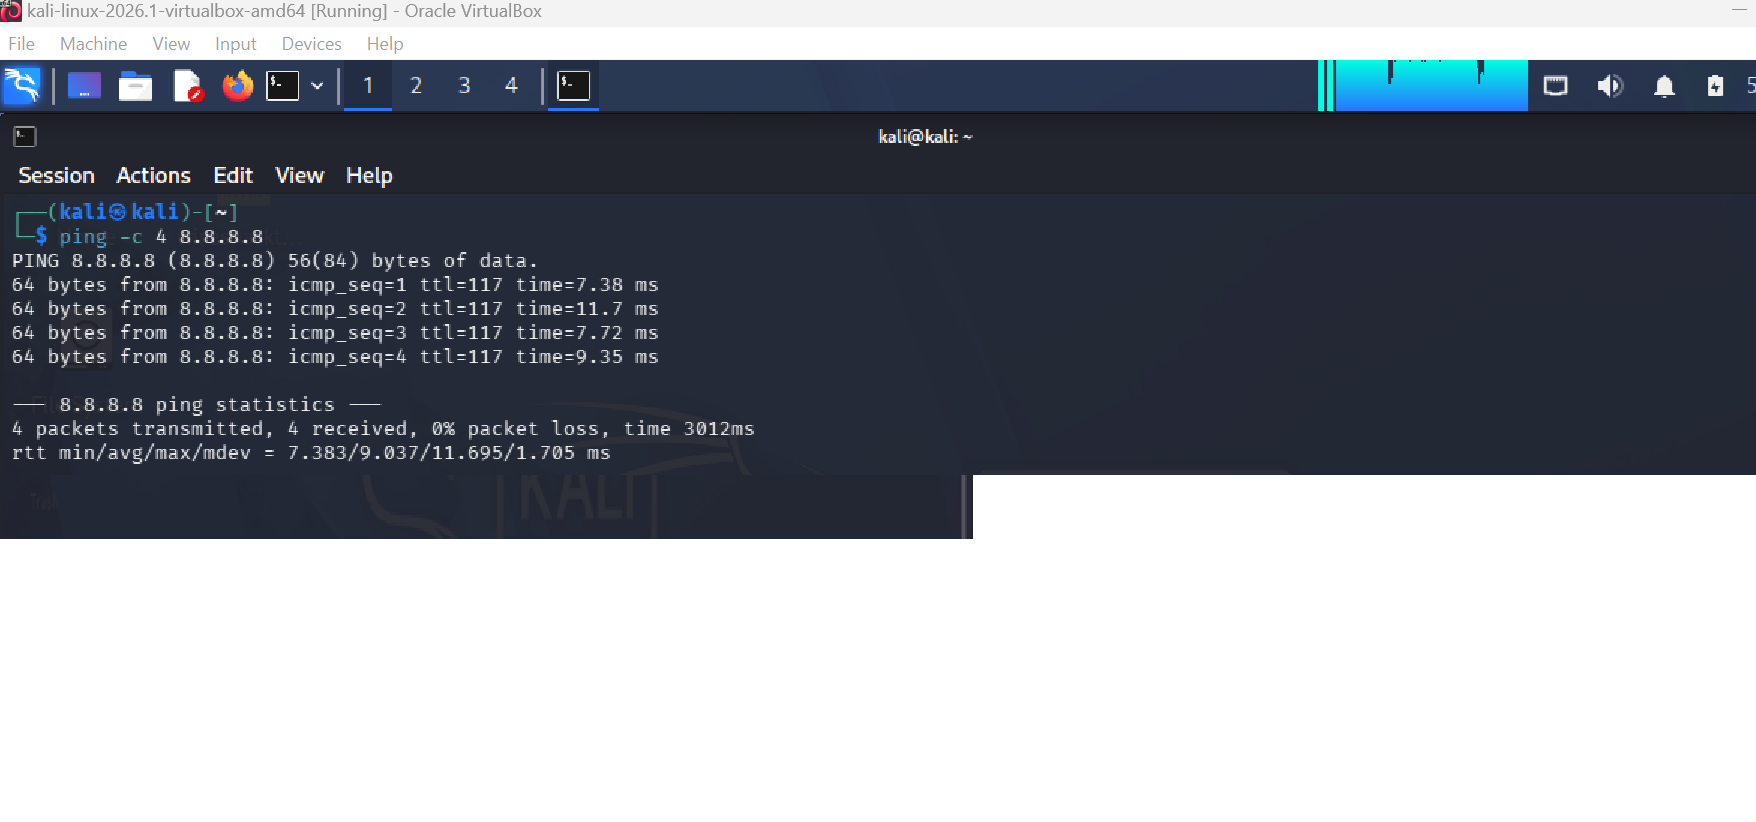 kali-linux-2026.1-virtualbox-amd64 [Running] - Oracle VirtualBox
File Machine View Input Devices Help
1 2 3 4 5
kali@kali: ~
Session Actions Edit View Help
┌──(kali㉿kali)-[~]
└─$ ping -c 4 8.8.8.8
PING 8.8.8.8 (8.8.8.8) 56(84) bytes of data.
64 bytes from 8.8.8.8: icmp_seq=1 ttl=117 time=7.38 ms
64 bytes from 8.8.8.8: icmp_seq=2 ttl=117 time=11.7 ms
64 bytes from 8.8.8.8: icmp_seq=3 ttl=117 time=7.72 ms
64 bytes from 8.8.8.8: icmp_seq=4 ttl=117 time=9.35 ms
── 8.8.8.8 ping statistics ──
4 packets transmitted, 4 received, 0% packet loss, time 3012ms
rtt min/avg/max/mdev = 7.383/9.037/11.695/1.705 ms
Trash
KALI